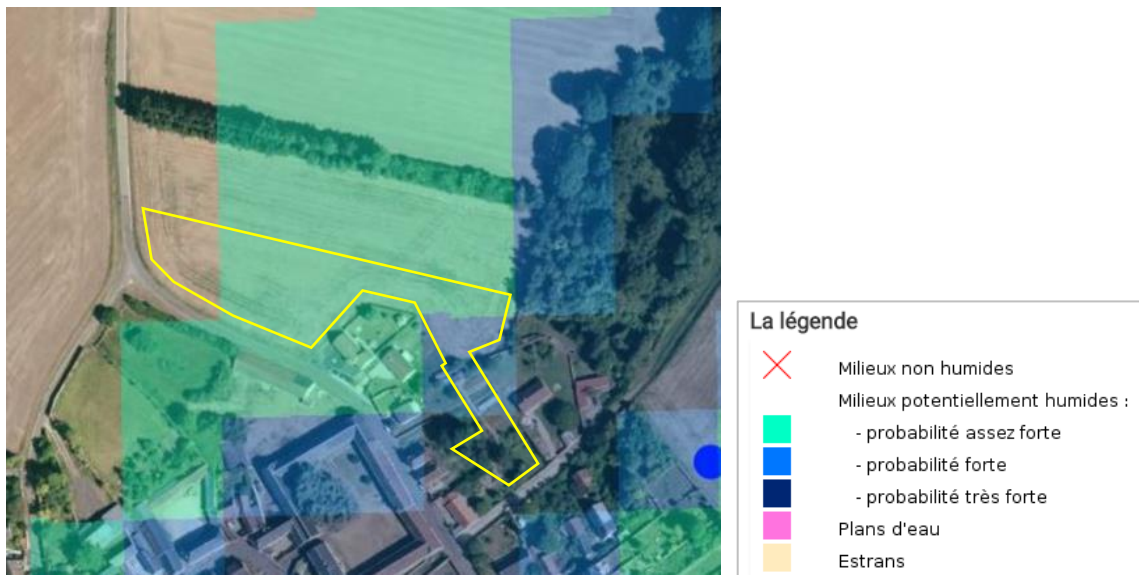 La légende
Milieux non humides
Milieux potentiellement humides :
- probabilité assez forte
- probabilité forte
- probabilité très forte
Plans d'eau
Estrans